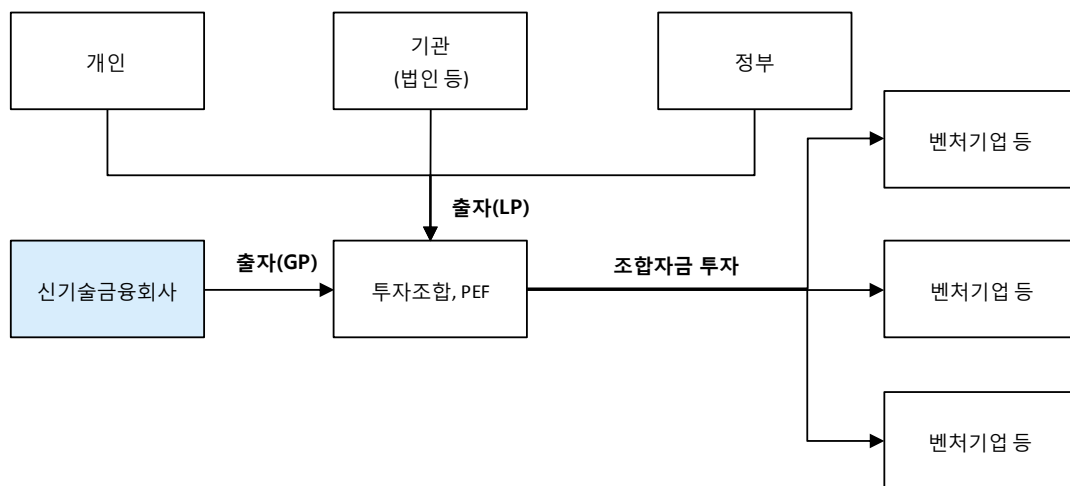 개인
기관
(법인 등)
정부
벤처기업 등
출자(LP)
신기술금융회사
출자(GP)
투자조합, PEF
조합자금 투자
벤처기업 등
벤처기업 등